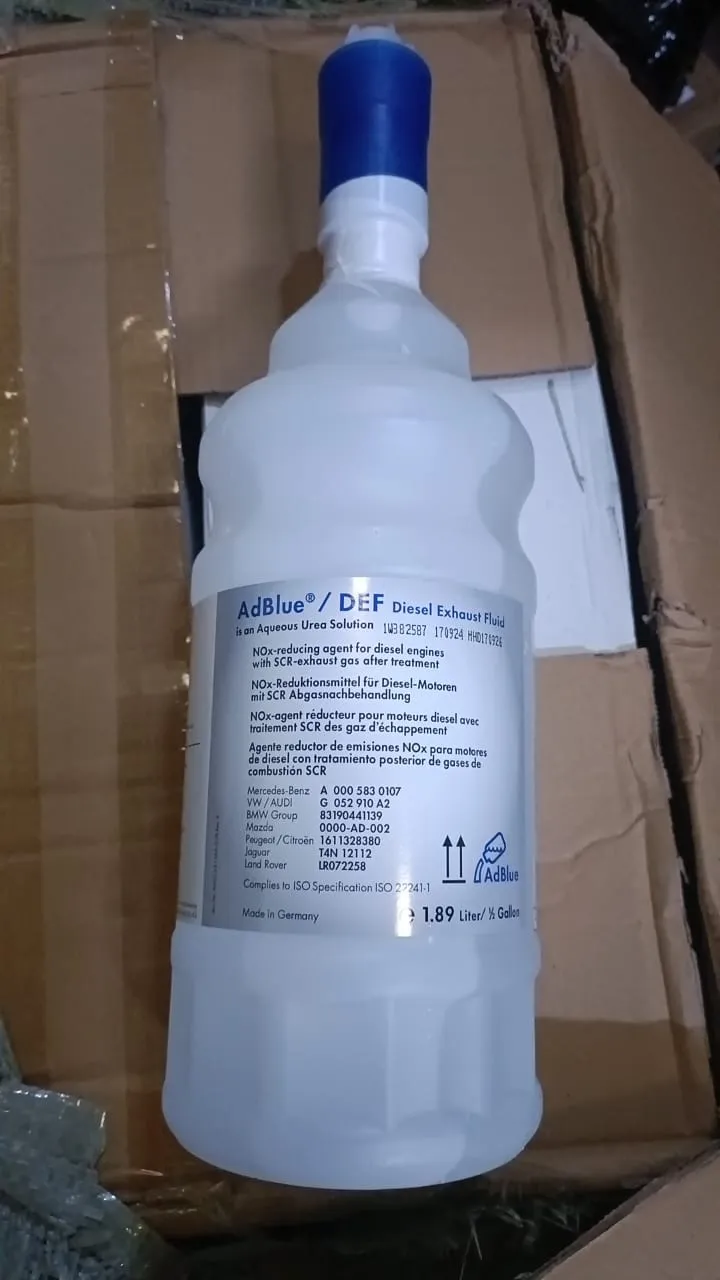 AdBlue® / DEF Diesel Exhaust Fluid
is an Aqueous Urea Solution 1W382587 170924 MHD170926
NOx-reducing agent for diesel engines
with SCR-exhaust gas after treatment
NOx-Reduktionsmittel für Diesel-Motoren
mit SCR Abgasnachbehandlung
NOx-agent réducteur pour moteurs diesel avec
traitement SCR des gaz d'échappement
Agente reductor de emisiones NOx para motores
de diesel con tratamiento posterior de gases de
combustión SCR
Mercedes-Benz A 000 583 0107
VW / AUDI G 052 910 A2
BMW Group 83190441139
Mazda 0000-AD-002
Peugeot / Citroën 1611328380
Jaguar T4N 12112
Land Rover LR072258
AdBlue
Complies to ISO Specification ISO 22241-1
Made in Germany
e 1.89 Liter/ ½ Gallon